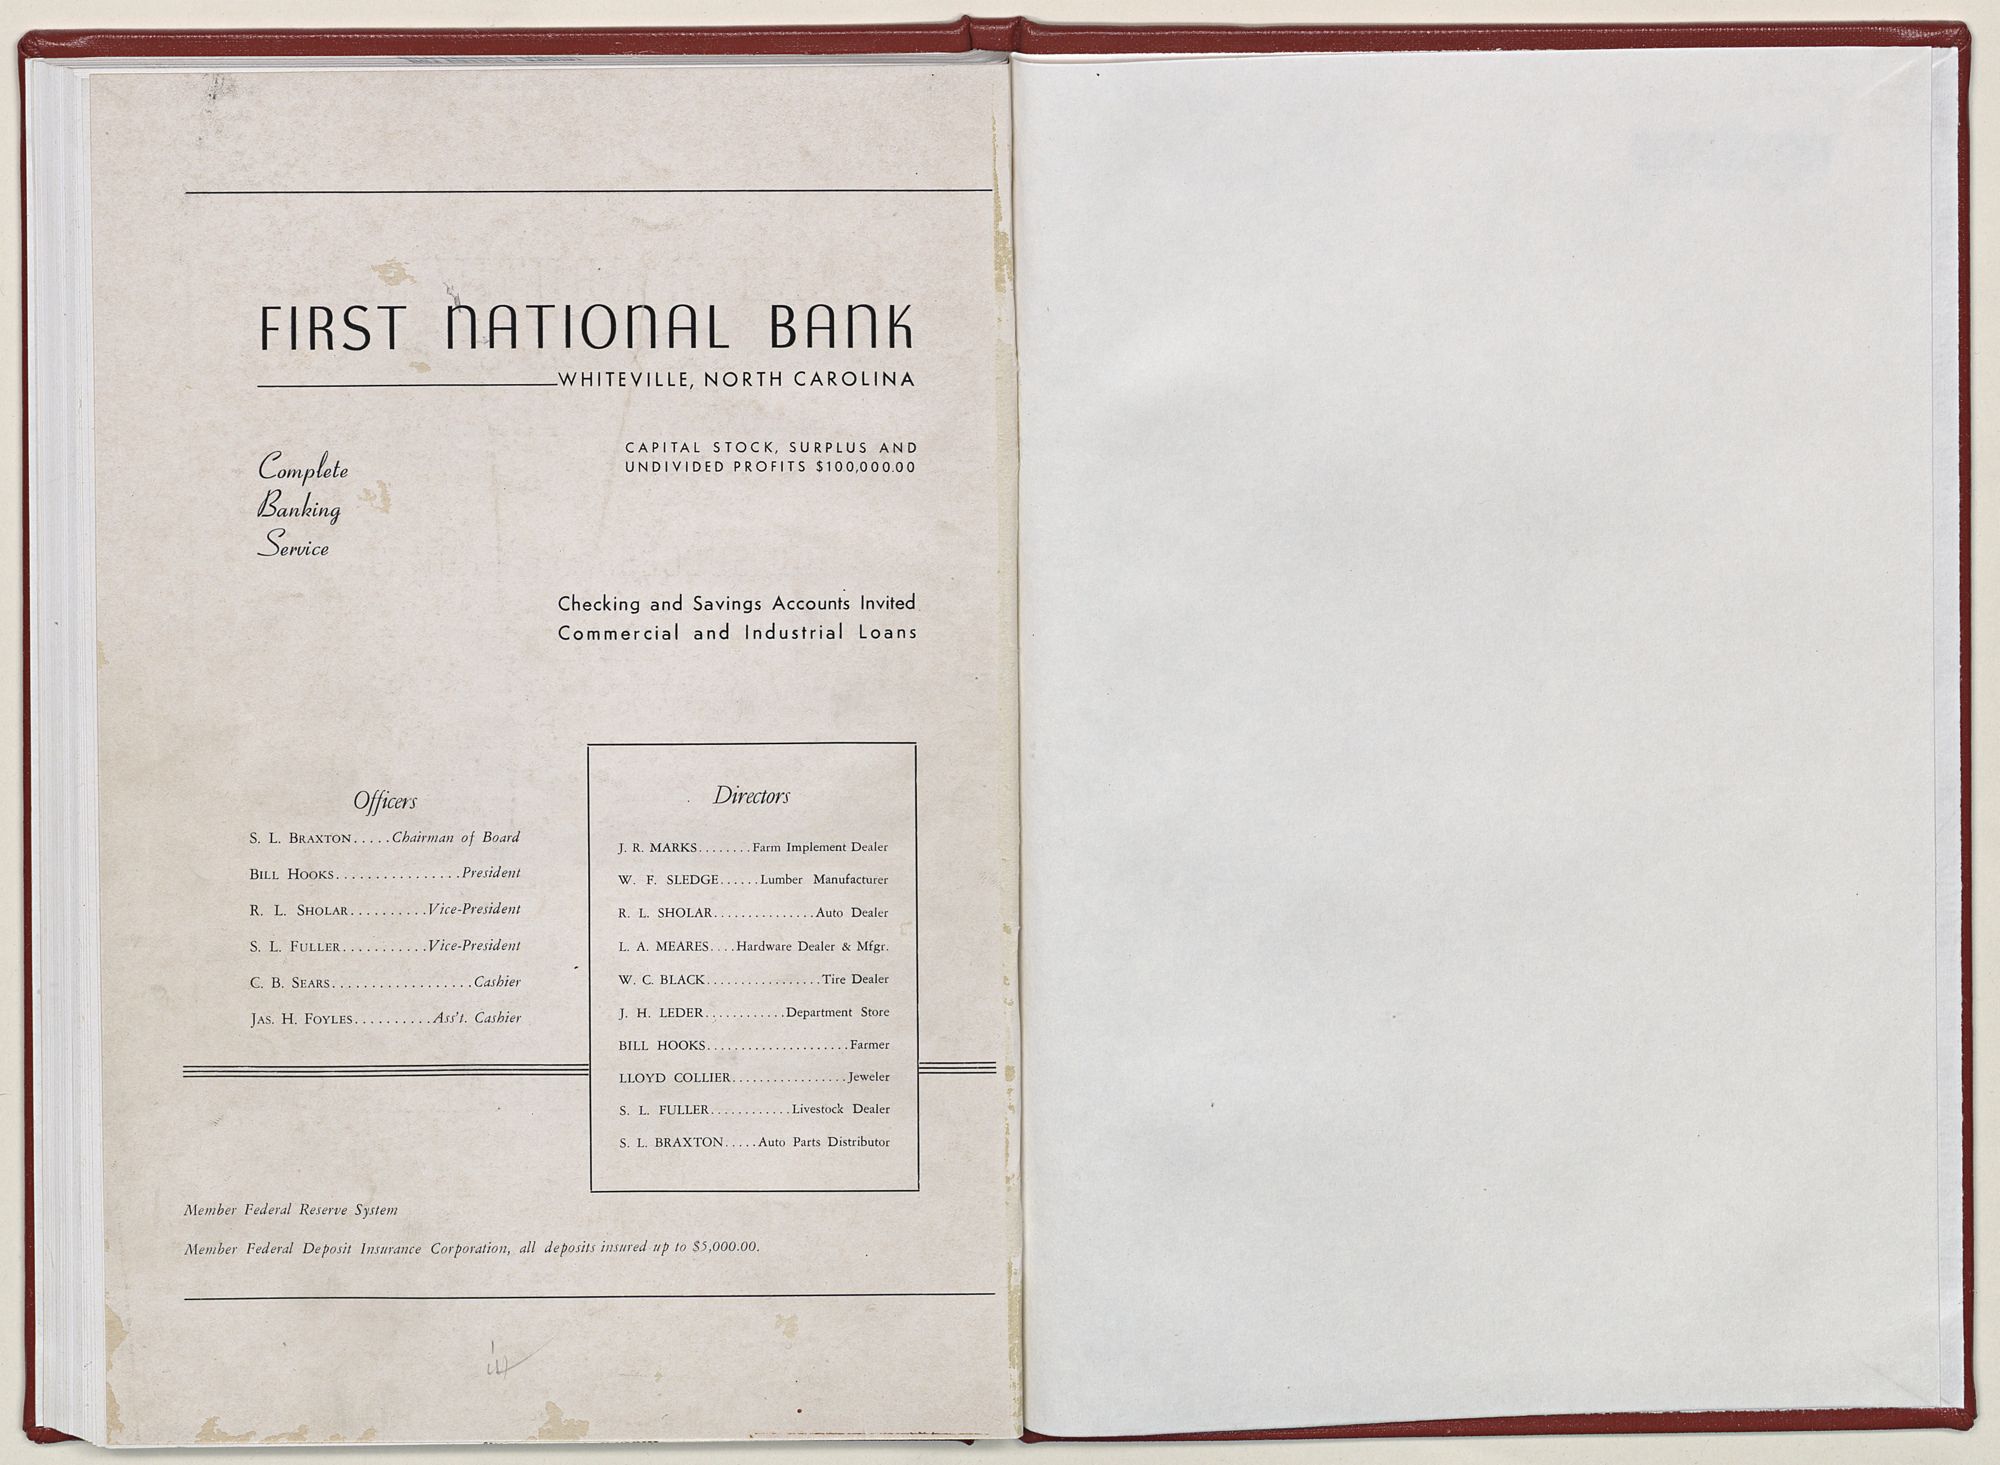 FIRST NATIONAL BANK
WHITEVILLE, NORTH CAROLINA
CAPITAL STOCK, SURPLUS AND
UNDIVIDED PROFITS $100,000.00
Complete
Banking
Service
Checking and Savings Accounts Invited
Commercial and Industrial Loans
Officers
S. L. BRAXTON.....Chairman of Board
BILL HOOKS................President
R. L. SHOLAR..........Vice-President
S. L. FULLER...........Vice-President
C. B. SEARS..................Cashier
JAS. H. FOYLES..........Ass't. Cashier
Directors
J. R. MARKS........Farm Implement Dealer
W. F. SLEDGE......Lumber Manufacturer
R. L. SHOLAR...............Auto Dealer
L. A. MEARES....Hardware Dealer & Mfgr.
W. C. BLACK.................Tire Dealer
J. H. LEDER............Department Store
BILL HOOKS.....................Farmer
LLOYD COLLIER.................Jeweler
S. L. FULLER............Livestock Dealer
S. L. BRAXTON.....Auto Parts Distributor
Member Federal Reserve System
Member Federal Deposit Insurance Corporation, all deposits insured up to $5,000.00.